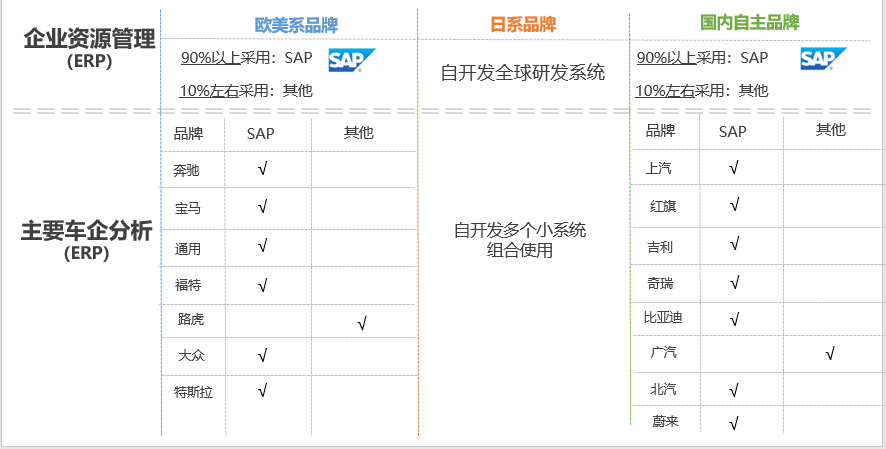 欧美系品牌 日系品牌 国内自主品牌
企业资源管理
(ERP)
90%以上采用：SAP SAP
10%左右采用：其他
自开发全球研发系统
90%以上采用：SAP SAP
10%左右采用：其他
主要车企分析
(ERP)
品牌 SAP 其他
奔驰 √
宝马 √
通用 √
福特 √
路虎 √
大众 √
特斯拉 √
自开发多个小系统
组合使用
品牌 SAP 其他
上汽 √
红旗 √
吉利 √
奇瑞 √
比亚迪 √
广汽 √
北汽 √
蔚来 √